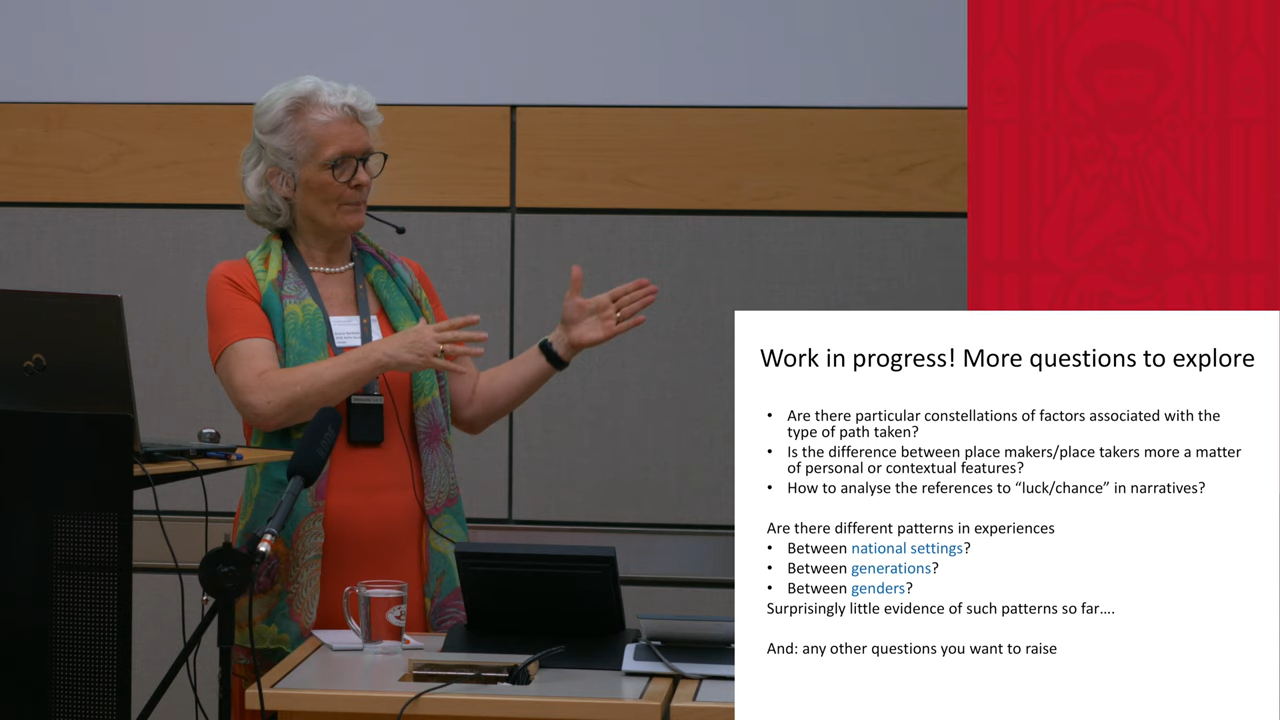 Work in progress! More questions to explore
• Are there particular constellations of factors associated with the
type of path taken?
• Is the difference between place makers/place takers more a matter
of personal or contextual features?
• How to analyse the references to “luck/chance” in narratives?
Are there different patterns in experiences
• Between national settings?
• Between generations?
• Between genders?
Surprisingly little evidence of such patterns so far....
And: any other questions you want to raise
RODE